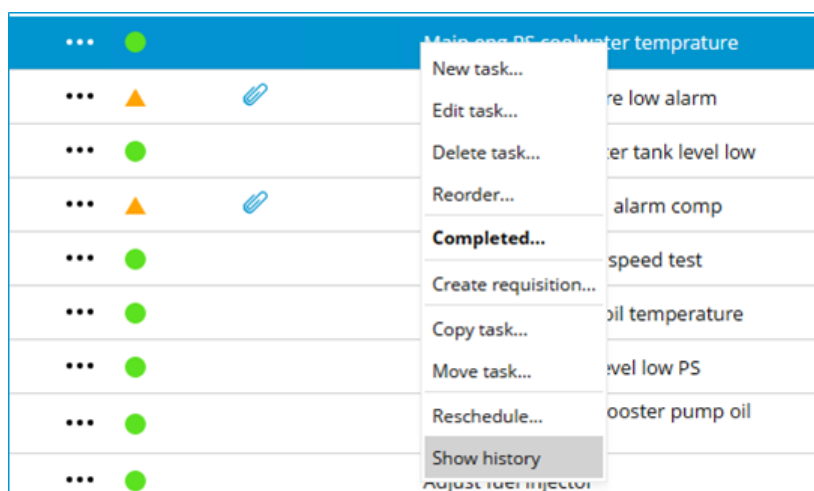 Main eng PS coolwater temprature
New task...
re low alarm
Edit task...
Delete task...
er tank level low
Reorder...
alarm comp
Completed...
speed test
Create requisition...
oil temperature
Copy task...
Move task...
evel low PS
Reschedule...
ooster pump oil
Show history
Adjust fuel injector